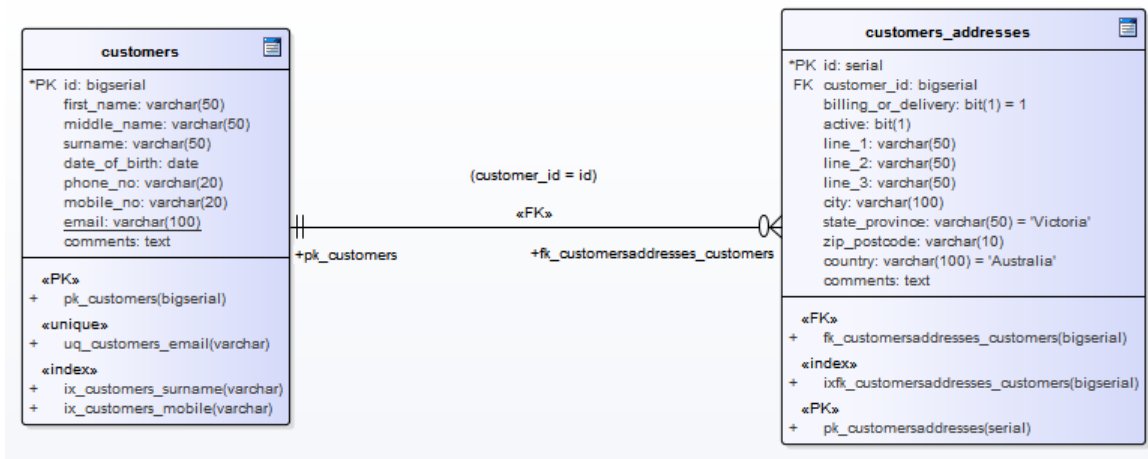 customers
*PK id: bigserial
first_name: varchar(50)
middle_name: varchar(50)
surname: varchar(50)
date_of_birth: date
phone_no: varchar(20)
mobile_no: varchar(20)
email: varchar(100)
comments: text
«PK»
+ pk_customers(bigserial)
«unique»
+ uq_customers_email(varchar)
«index»
+ ix_customers_surname(varchar)
+ ix_customers_mobile(varchar)
(customer_id = id)
«FK»
+pk_customers
+fk_customersaddresses_customers
customers_addresses
*PK id: serial
FK customer_id: bigserial
billing_or_delivery: bit(1) = 1
active: bit(1)
line_1: varchar(50)
line_2: varchar(50)
line_3: varchar(50)
city: varchar(100)
state_province: varchar(50) = 'Victoria'
zip_postcode: varchar(10)
country: varchar(100) = 'Australia'
comments: text
«FK»
+ fk_customersaddresses_customers(bigserial)
«index»
+ ixfk_customersaddresses_customers(bigserial)
«PK»
+ pk_customersaddresses(serial)